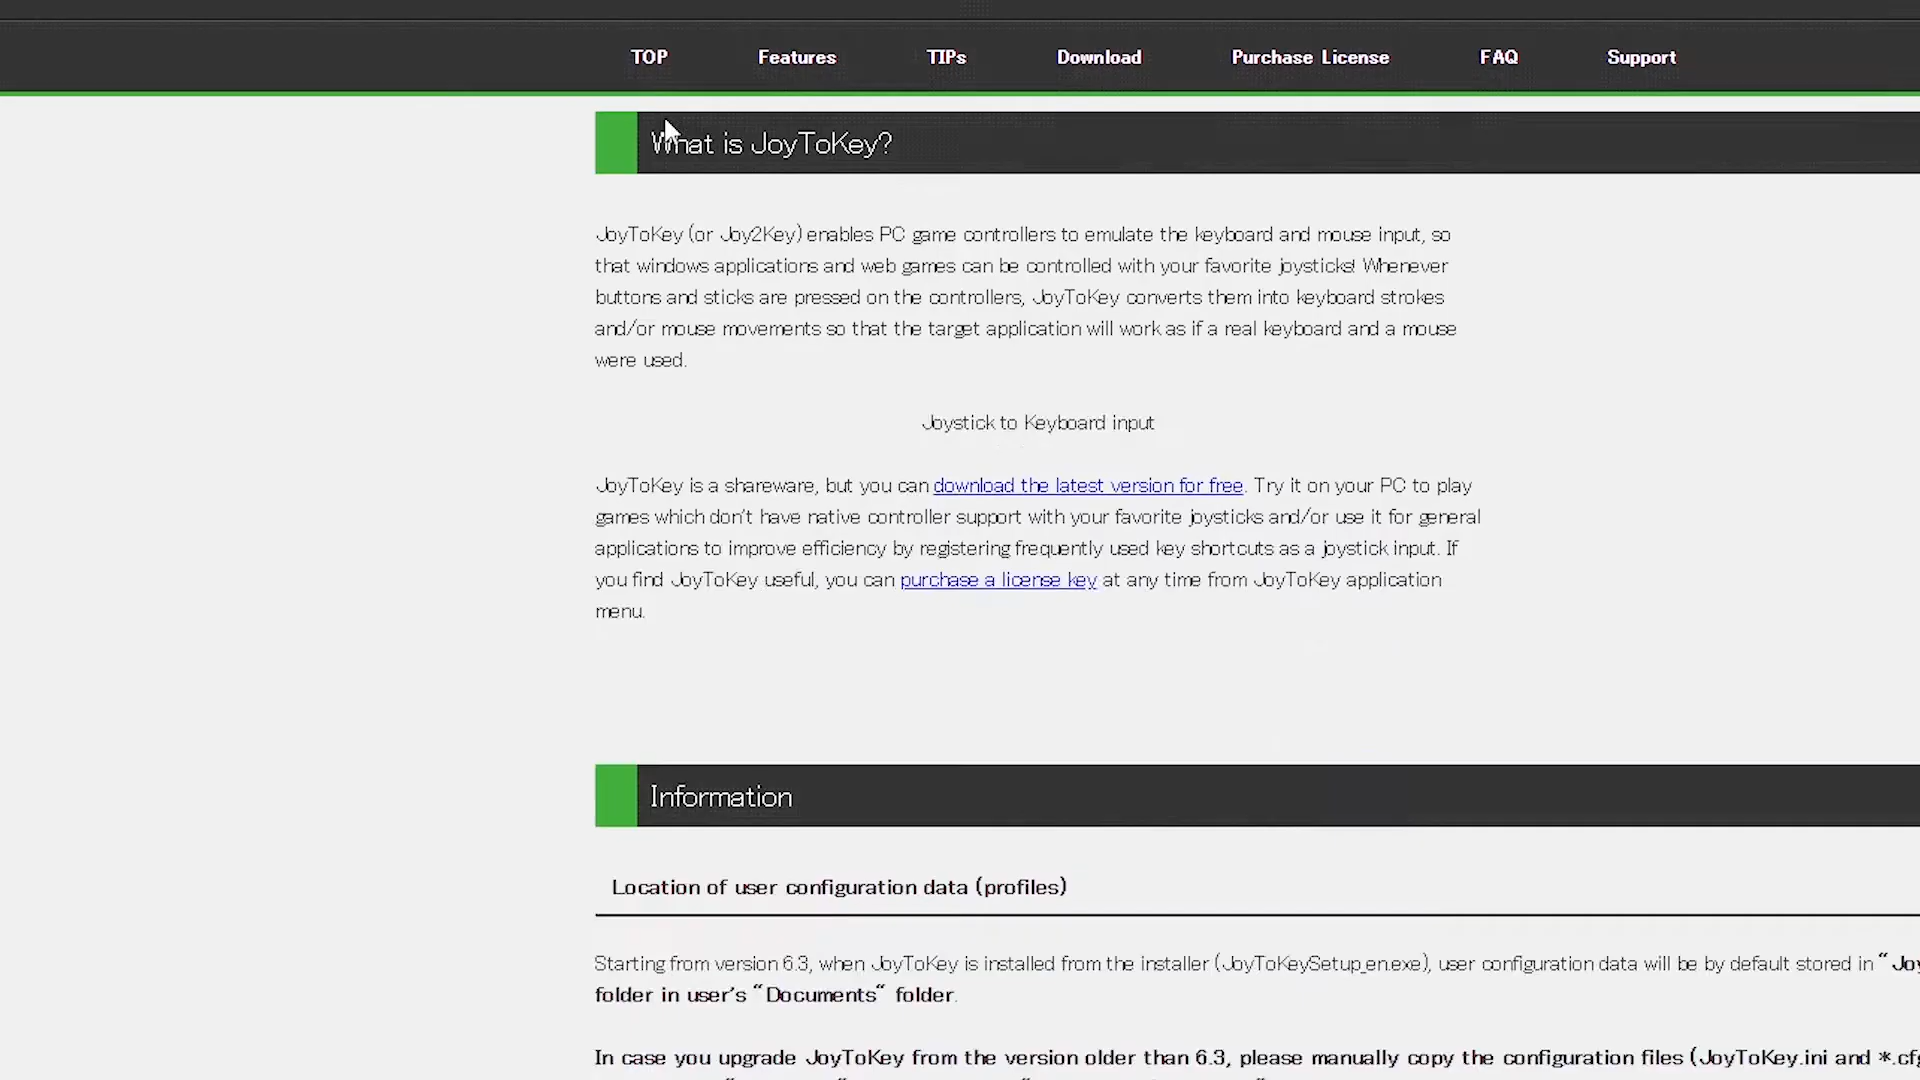 TOP Features TIPs Download Purchase License FAQ Support
What is JoyToKey?
JoyToKey (or Joy2Key) enables PC game controllers to emulate the keyboard and mouse input, so
that windows applications and web games can be controlled with your favorite joysticks! Whenever
buttons and sticks are pressed on the controllers, JoyToKey converts them into keyboard strokes
and/or mouse movements so that the target application will work as if a real keyboard and a mouse
were used.
Joystick to Keyboard input
JoyToKey is a shareware, but you can download the latest version for free. Try it on your PC to play
games which don't have native controller support with your favorite joysticks and/or use it for general
applications to improve efficiency by registering frequently used key shortcuts as a joystick input. If
you find JoyToKey useful, you can purchase a license key at any time from JoyToKey application
menu.
Information
Location of user configuration data (profiles)
Starting from version 6.3, when JoyToKey is installed from the installer (JoyToKeySetup_en.exe), user configuration data will be by default stored in "Joy
folder in user's "Documents" folder.
In case you upgrade JoyToKey from the version older than 6.3, please manually copy the configuration files (JoyToKey.ini and *.cfg